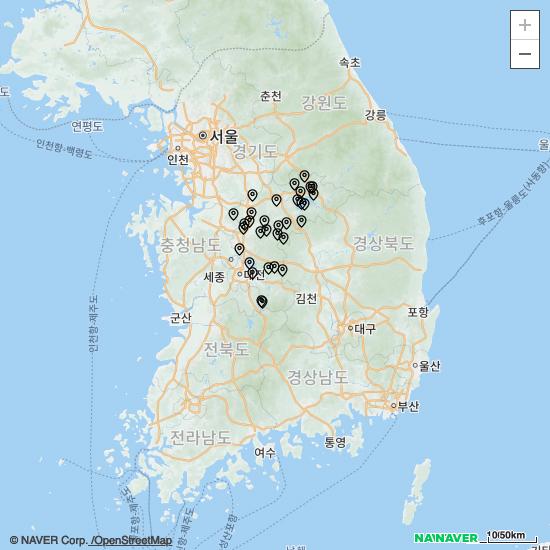 속초
춘천
강원도
강릉
도
연평도
서울
인천항-백령도
인천
경기도
울
후포항-울릉도(사동항)
충청남도
경상북도
세종
대전
김천
인천항-제주도
군산
포항
대구
전북도
울산
경상남도
부산
전라남도
여수
통영
© NAVER Corp. /OpenStreetMap
NAVER
10/50km